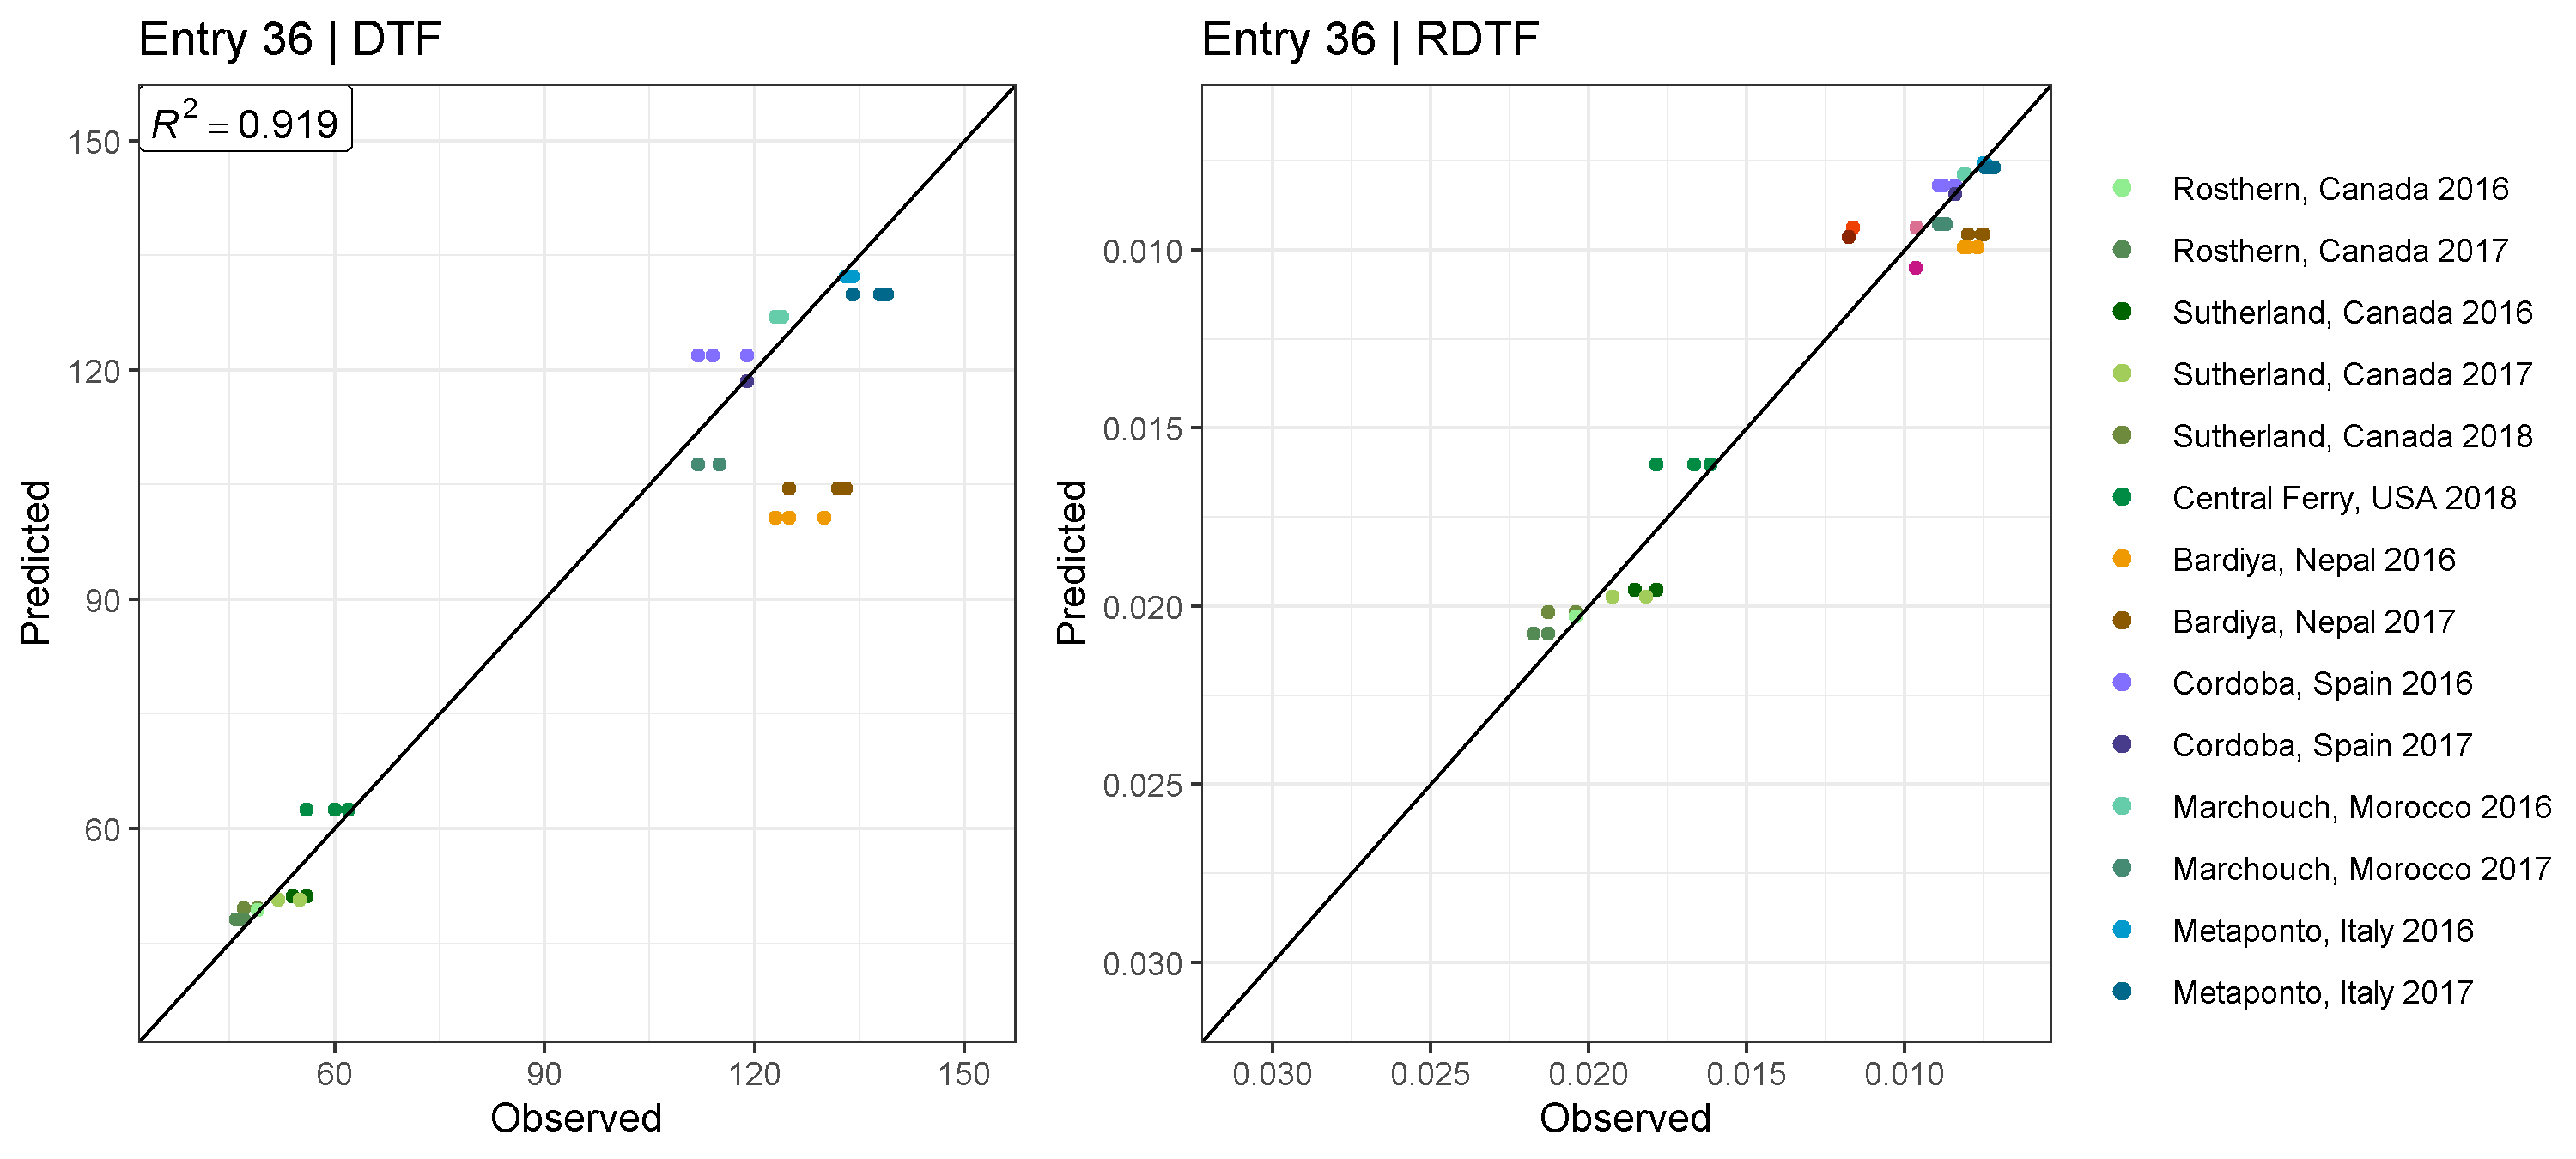 Entry 36 | DTF
R² = 0.919
150
120
90
60
Predicted
60
90
120
150
Observed
Entry 36 | RDTF
0.010
0.015
0.020
0.025
0.030
Predicted
0.030
0.025
0.020
0.015
0.010
Observed
Rosthern, Canada 2016
Rosthern, Canada 2017
Sutherland, Canada 2016
Sutherland, Canada 2017
Sutherland, Canada 2018
Central Ferry, USA 2018
Bardiya, Nepal 2016
Bardiya, Nepal 2017
Cordoba, Spain 2016
Cordoba, Spain 2017
Marchouch, Morocco 2016
Marchouch, Morocco 2017
Metaponto, Italy 2016
Metaponto, Italy 2017